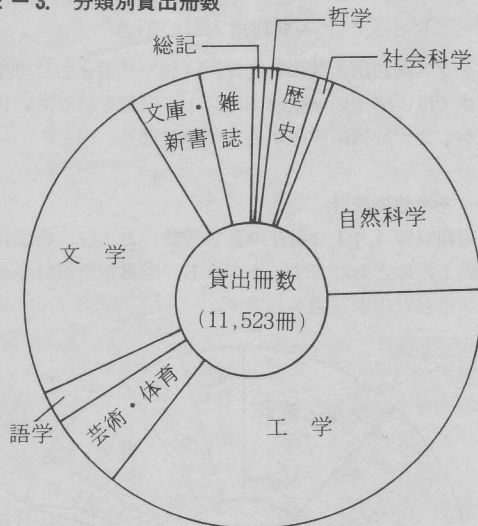 3. 分類別貸出冊数
哲学
総記
社会科学
歴史
自然科学
工学
芸術・体育
語学
文学
文庫・
新書
雑誌
貸出冊数
(11,523冊)